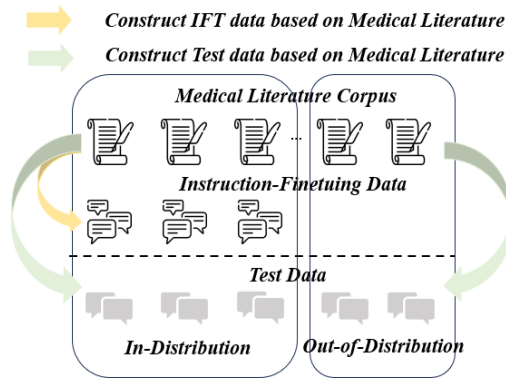 Construct IFT data based on Medical Literature
Construct Test data based on Medical Literature
Medical Literature Corpus
...
Instruction-Finetuing Data
Test Data
In-Distribution
Out-of-Distribution